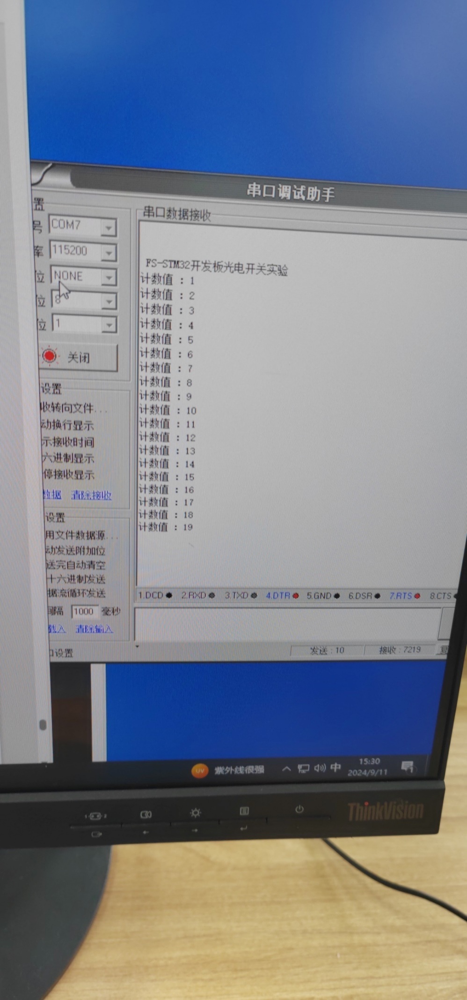 串口调试助手
置
号 COM7
率 115200
位 NONE
位 8
位 1
关闭
设置
收转向文件...
动换行显示
示接收时间
六进制显示
停接收显示
数据 清除接收
设置
用文件数据源...
动发送附加位
送完自动清空
十六进制发送
据流循环发送
间隔 1000 毫秒
载入 清除输入
口设置
串口数据接收
FS-STM32开发板光电开关实验
计数值 : 1
计数值 : 2
计数值 : 3
计数值 : 4
计数值 : 5
计数值 : 6
计数值 : 7
计数值 : 8
计数值 : 9
计数值 : 10
计数值 : 11
计数值 : 12
计数值 : 13
计数值 : 14
计数值 : 15
计数值 : 16
计数值 : 17
计数值 : 18
计数值 : 19
1.DCD 2.RXD 3.TXD 4.DTR 5.GND 6.DSR 7.RTS 8.CTS
发送 : 10 接收 : 7219
UV 紫外线很强 中 15:30
2024/9/11
1 2
ThinkVision